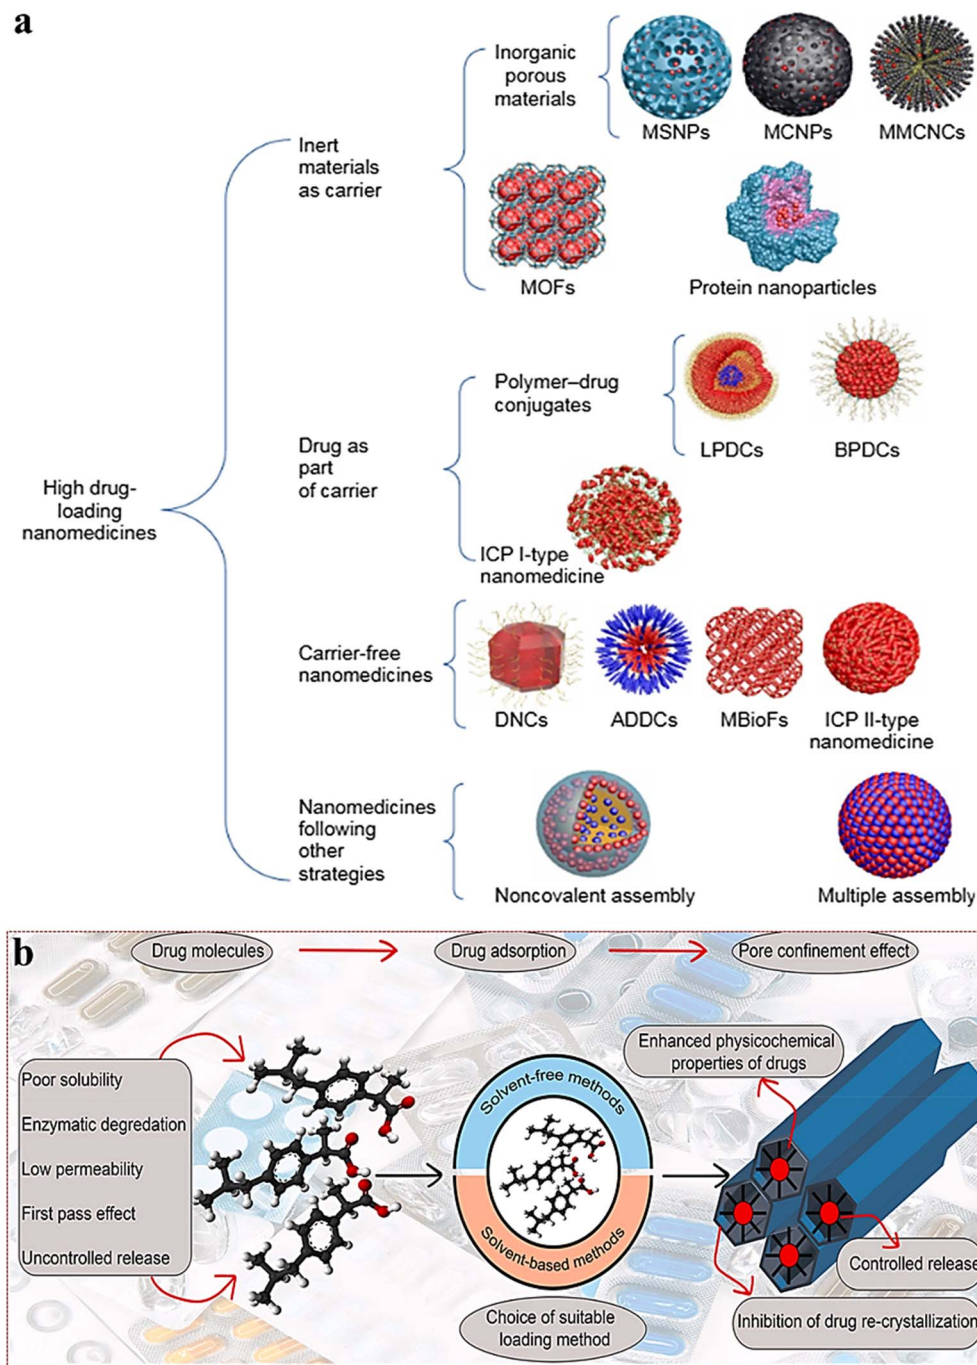 a
High drug-
loading
nanomedicines
Inert
materials
as carrier
Inorganic
porous
materials
MSNPs
MCNPs
MMCNCs
MOFs
Protein nanoparticles
Drug as
part
of carrier
Polymer–drug
conjugates
LPDCs
BPDCs
ICP I-type
nanomedicine
Carrier-free
nanomedicines
DNCs
ADDCs
MBioFs
ICP II-type
nanomedicine
Nanomedicines
following
other
strategies
Noncovalent assembly
Multiple assembly
b
Drug molecules
Drug adsorption
Pore confinement effect
Poor solubility
Enzymatic degredation
Low permeability
First pass effect
Uncontrolled release
Solvent-free methods
Solvent-based methods
Choice of suitable
loading method
Enhanced physicochemical
properties of drugs
Controlled release
Inhibition of drug re-crystallization